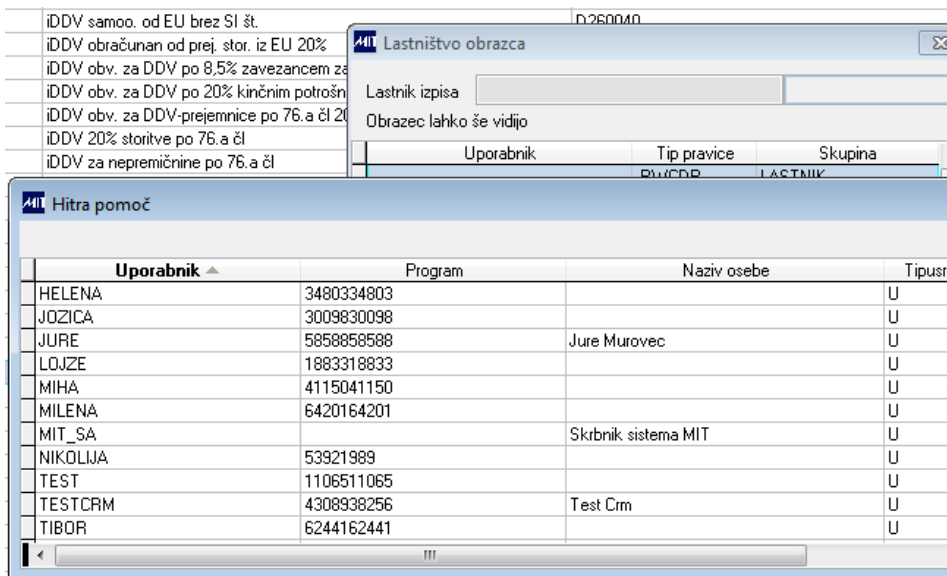 iDDV samoo. od EU brez SI št. D260040
iDDV obračunan od prej. stor. iz EU 20%
iDDV obv. za DDV po 8,5% zavezancem za
iDDV obv. za DDV po 20% kinčnim potrošn
iDDV obv. za DDV-prejemnice po 76.a čl 20
iDDV 20% storitve po 76.a čl
iDDV za nepremičnine po 76.a čl
MIT Lastništvo obrazca
Lastnik izpisa
Obrazec lahko še vidijo
Uporabnik Tip pravice Skupina
RWCDP LASTNIK
MIT Hitra pomoč
Uporabnik Program Naziv osebe Tipusr
HELENA 3480334803 U
JOZICA 3009830098 U
JURE 5858858588 Jure Murovec U
LOJZE 1883318833 U
MIHA 4115041150 U
MILENA 6420164201 U
MIT_SA Skrbnik sistema MIT U
NIKOLIJA 53921989 U
TEST 1106511065 U
TESTCRM 4308938256 Test Crm U
TIBOR 6244162441 U